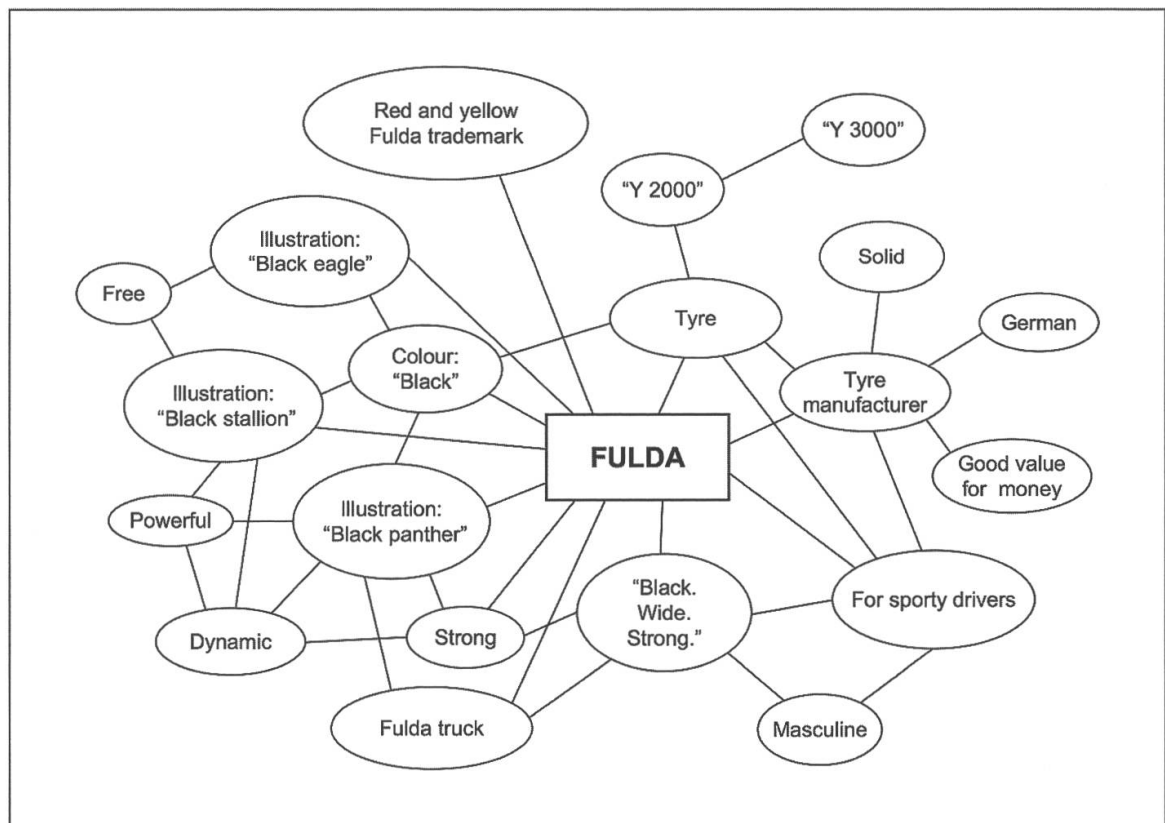 Red and yellow
Fulda trademark
“Y 3000”
“Y 2000”
Illustration:
“Black eagle”
Solid
Free
Tyre
German
Colour:
“Black”
Illustration:
“Black stallion”
Tyre
manufacturer
FULDA
Good value
for money
Powerful
Illustration:
“Black panther”
“Black.
Wide.
Strong.”
For sporty drivers
Dynamic
Strong
Fulda truck
Masculine